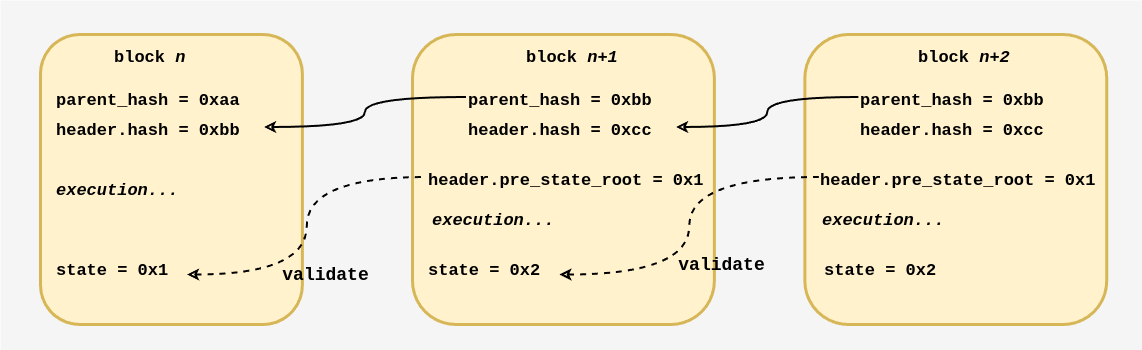 block n
parent_hash = 0xaa
header.hash = 0xbb
execution...
state = 0x1
validate
block n+1
parent_hash = 0xbb
header.hash = 0xcc
header.pre_state_root = 0x1
execution...
state = 0x2
validate
block n+2
parent_hash = 0xbb
header.hash = 0xcc
header.pre_state_root = 0x1
execution...
state = 0x2